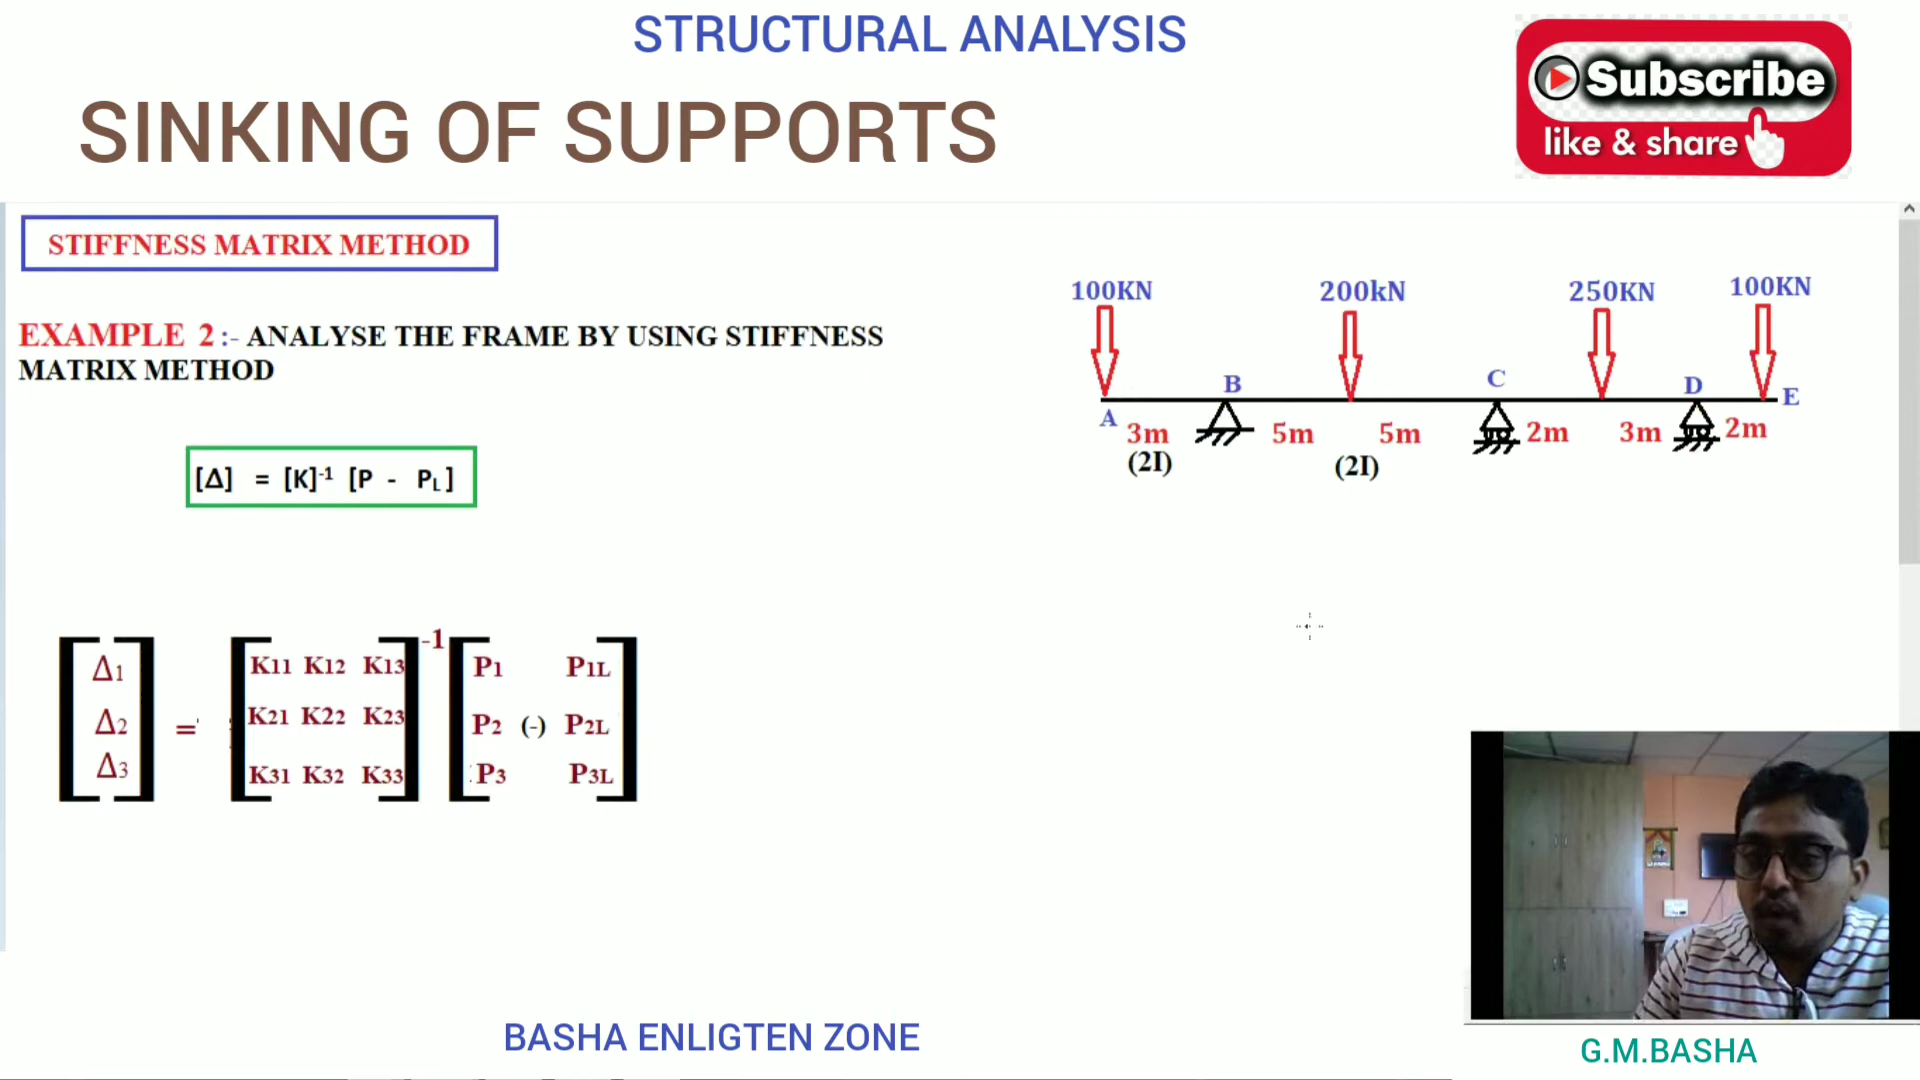 STRUCTURAL ANALYSIS
SINKING OF SUPPORTS
Subscribe
like & share
STIFFNESS MATRIX METHOD
EXAMPLE 2 :- ANALYSE THE FRAME BY USING STIFFNESS
MATRIX METHOD
[Δ] = [K]-1 [P - PL]
100KN 200kN 250KN 100KN
A B C D E
3m 5m 5m 2m 3m 2m
(2I) (2I)
-1
Δ1 K11 K12 K13 P1 P1L
Δ2 = K21 K22 K23 P2 (-) P2L
Δ3 K31 K32 K33 P3 P3L
BASHA ENLIGTEN ZONE
G.M.BASHA